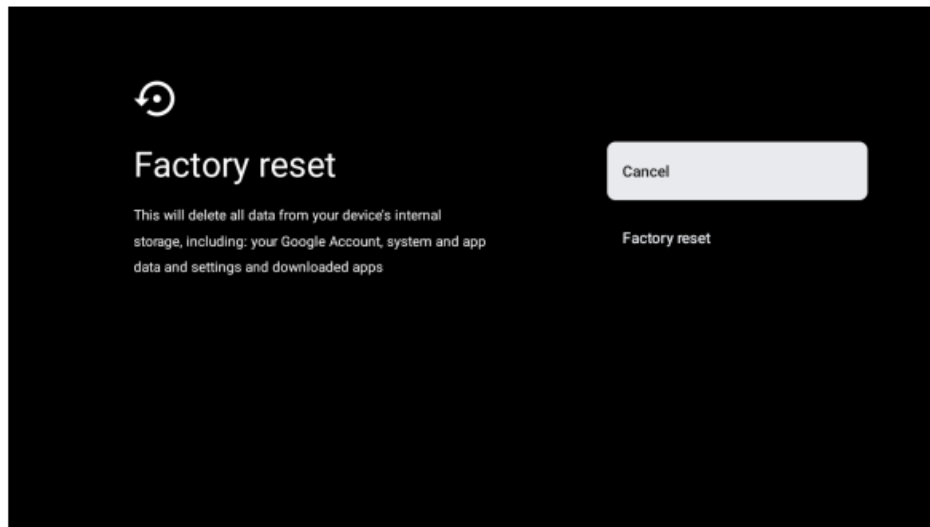 Factory reset
This will delete all data from your device's internal
storage, including: your Google Account, system and app
data and settings and downloaded apps
Cancel
Factory reset